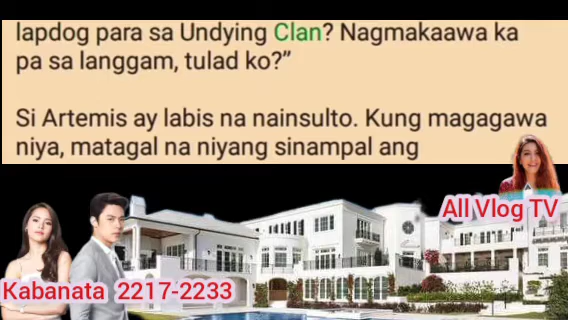 lapdog para sa Undying Clan? Nagmakaawa ka
pa sa langgam, tulad ko?”
Si Artemis ay labis na nainsulto. Kung magagawa
niya, matagal na niyang sinampal ang
All Vlog TV
Kabanata 2217-2233